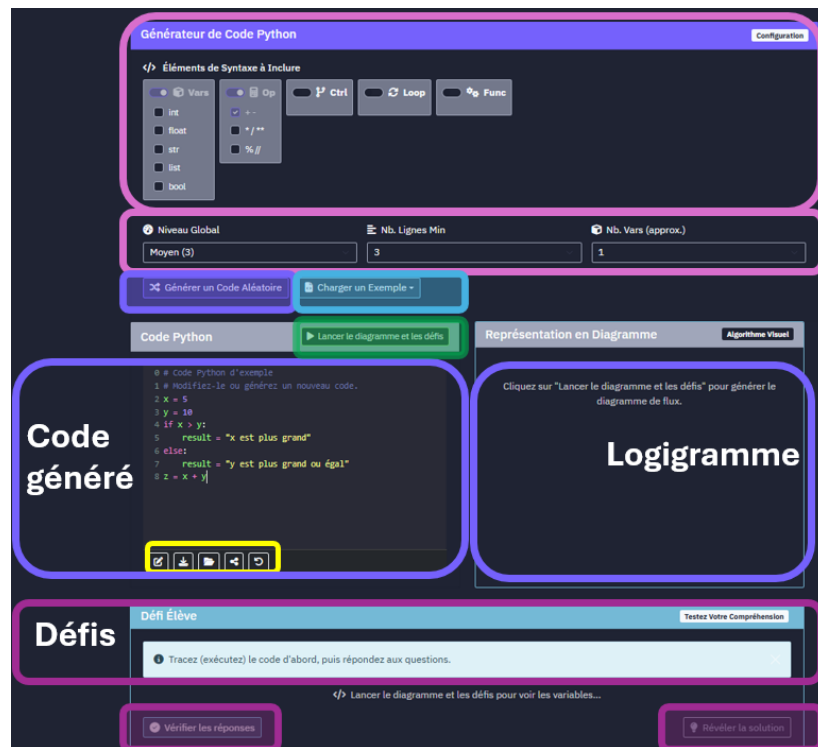 Générateur de Code Python
Configuration
</> Éléments de Syntaxe à Inclure
Vars
int
float
str
list
bool
Op
+ -
* / **
% //
Ctrl
Loop
Func
Niveau Global
Moyen (3)
Nb. Lignes Min
3
Nb. Vars (approx.)
1
Générer un Code Aléatoire
Charger un Exemple
Code Python
Lancer le diagramme et les défis
Représentation en Diagramme
Algorithme Visuel
Code
généré
0 # Code Python d'exemple
1 # Modifiez-le ou générez un nouveau code.
2 x = 5
3 y = 10
4 if x > y:
5     result = "x est plus grand"
6 else:
7     result = "y est plus grand ou égal"
8 z = x + y
Cliquez sur "Lancer le diagramme et les défis" pour générer le
diagramme de flux.
Logigramme
Défis
Défi Élève
Testez Votre Compréhension
Tracez (exécutez) le code d'abord, puis répondez aux questions.
</> Lancer le diagramme et les défis pour voir les variables...
Vérifier les réponses
Révéler la solution